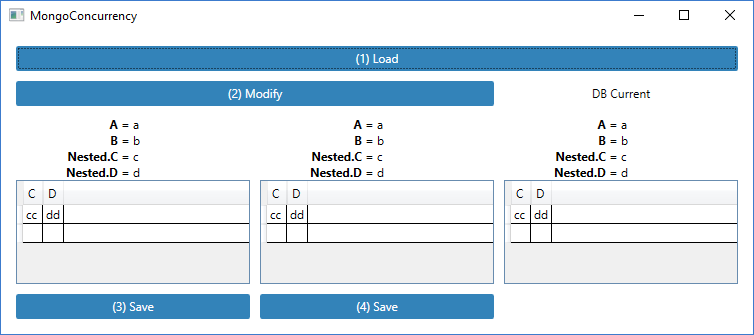 MongoConcurrency
(1) Load
(2) Modify
DB Current
A = a
B = b
Nested.C = c
Nested.D = d
C D
cc dd
A = a
B = b
Nested.C = c
Nested.D = d
C D
cc dd
A = a
B = b
Nested.C = c
Nested.D = d
C D
cc dd
(3) Save
(4) Save